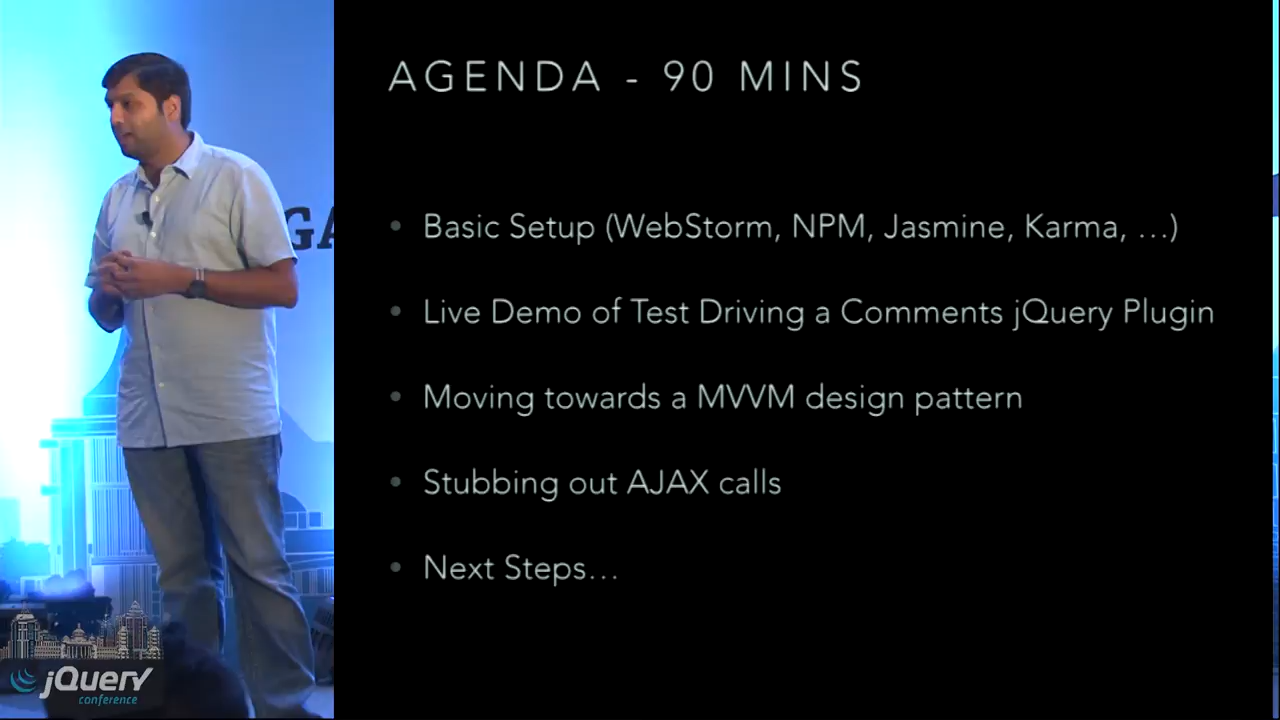 AGENDA - 90 MINS
GA
• Basic Setup (WebStorm, NPM, Jasmine, Karma, ...)
• Live Demo of Test Driving a Comments jQuery Plugin
• Moving towards a MVVM design pattern
• Stubbing out AJAX calls
• Next Steps...
jQuery
conference